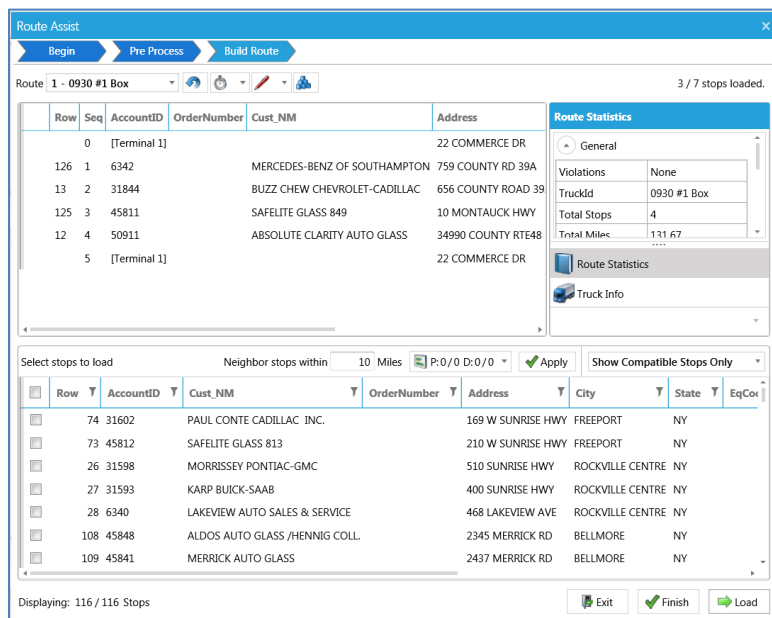 Route Assist
Begin Pre Process Build Route
Route 1 - 0930 #1 Box 3 / 7 stops loaded.
Row Seq AccountID OrderNumber Cust_NM Address
0 [Terminal 1] 22 COMMERCE DR
126 1 6342 MERCEDES-BENZ OF SOUTHAMPTON 759 COUNTY RD 39A
13 2 31844 BUZZ CHEW CHEVROLET-CADILLAC 656 COUNTY ROAD 39
125 3 45811 SAFELITE GLASS 849 10 MONTAUCK HWY
12 4 50911 ABSOLUTE CLARITY AUTO GLASS 34990 COUNTY RTE48
5 [Terminal 1] 22 COMMERCE DR
Route Statistics
General
Violations None
TruckId 0930 #1 Box
Total Stops 4
Total Miles 131.67
Route Statistics
Truck Info
Select stops to load Neighbor stops within 10 Miles P:0/0 D:0/0 Apply Show Compatible Stops Only
Row AccountID Cust_NM OrderNumber Address City State EqCo
74 31602 PAUL CONTE CADILLAC INC. 169 W SUNRISE HWY FREEPORT NY
73 45812 SAFELITE GLASS 813 210 W SUNRISE HWY FREEPORT NY
26 31598 MORRISSEY PONTIAC-GMC 510 SUNRISE HWY ROCKVILLE CENTRE NY
27 31593 KARP BUICK-SAAB 400 SUNRISE HWY ROCKVILLE CENTRE NY
28 6340 LAKEVIEW AUTO SALES & SERVICE 468 LAKEVIEW AVE ROCKVILLE CENTRE NY
108 45848 ALDOS AUTO GLASS /HENNIG COLL. 2345 MERRICK RD BELLMORE NY
109 45841 MERRICK AUTO GLASS 2437 MERRICK RD BELLMORE NY
Displaying: 116 / 116 Stops Exit Finish Load